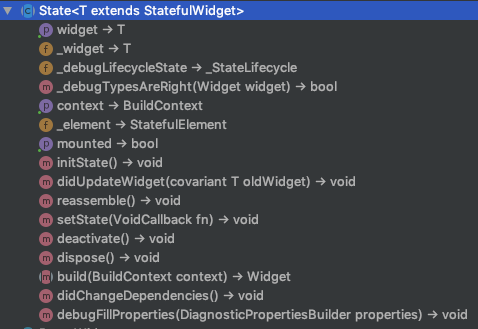 State<T extends StatefulWidget>
widget → T
_widget → T
_debugLifecycleState → _StateLifecycle
_debugTypesAreRight(Widget widget) → bool
context → BuildContext
_element → StatefulElement
mounted → bool
initState() → void
didUpdateWidget(covariant T oldWidget) → void
reassemble() → void
setState(VoidCallback fn) → void
deactivate() → void
dispose() → void
build(BuildContext context) → Widget
didChangeDependencies() → void
debugFillProperties(DiagnosticPropertiesBuilder properties) → void